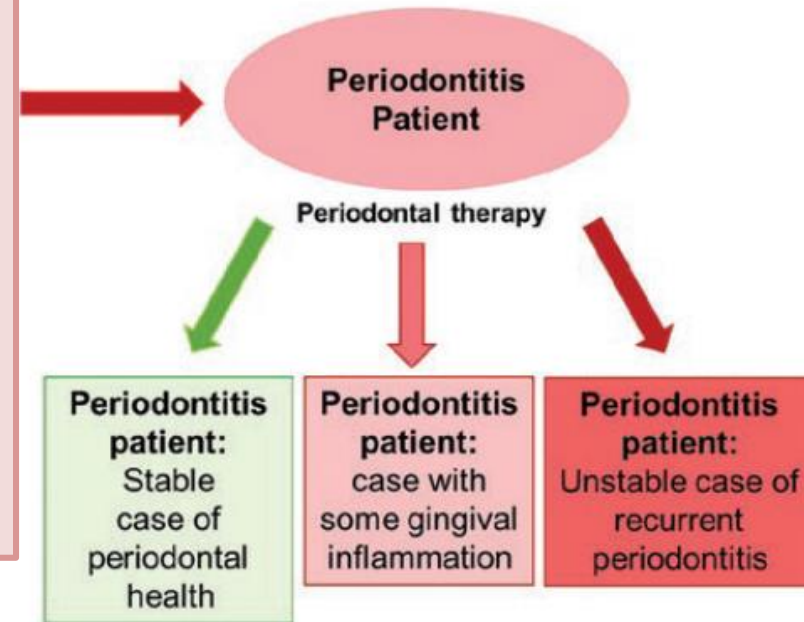 Periodontitis
Patient
Periodontal therapy
Periodontitis
patient:
Stable
case of
periodontal
health
Periodontitis
patient:
case with
some gingival
inflammation
Periodontitis
patient:
Unstable case of
recurrent
periodontitis